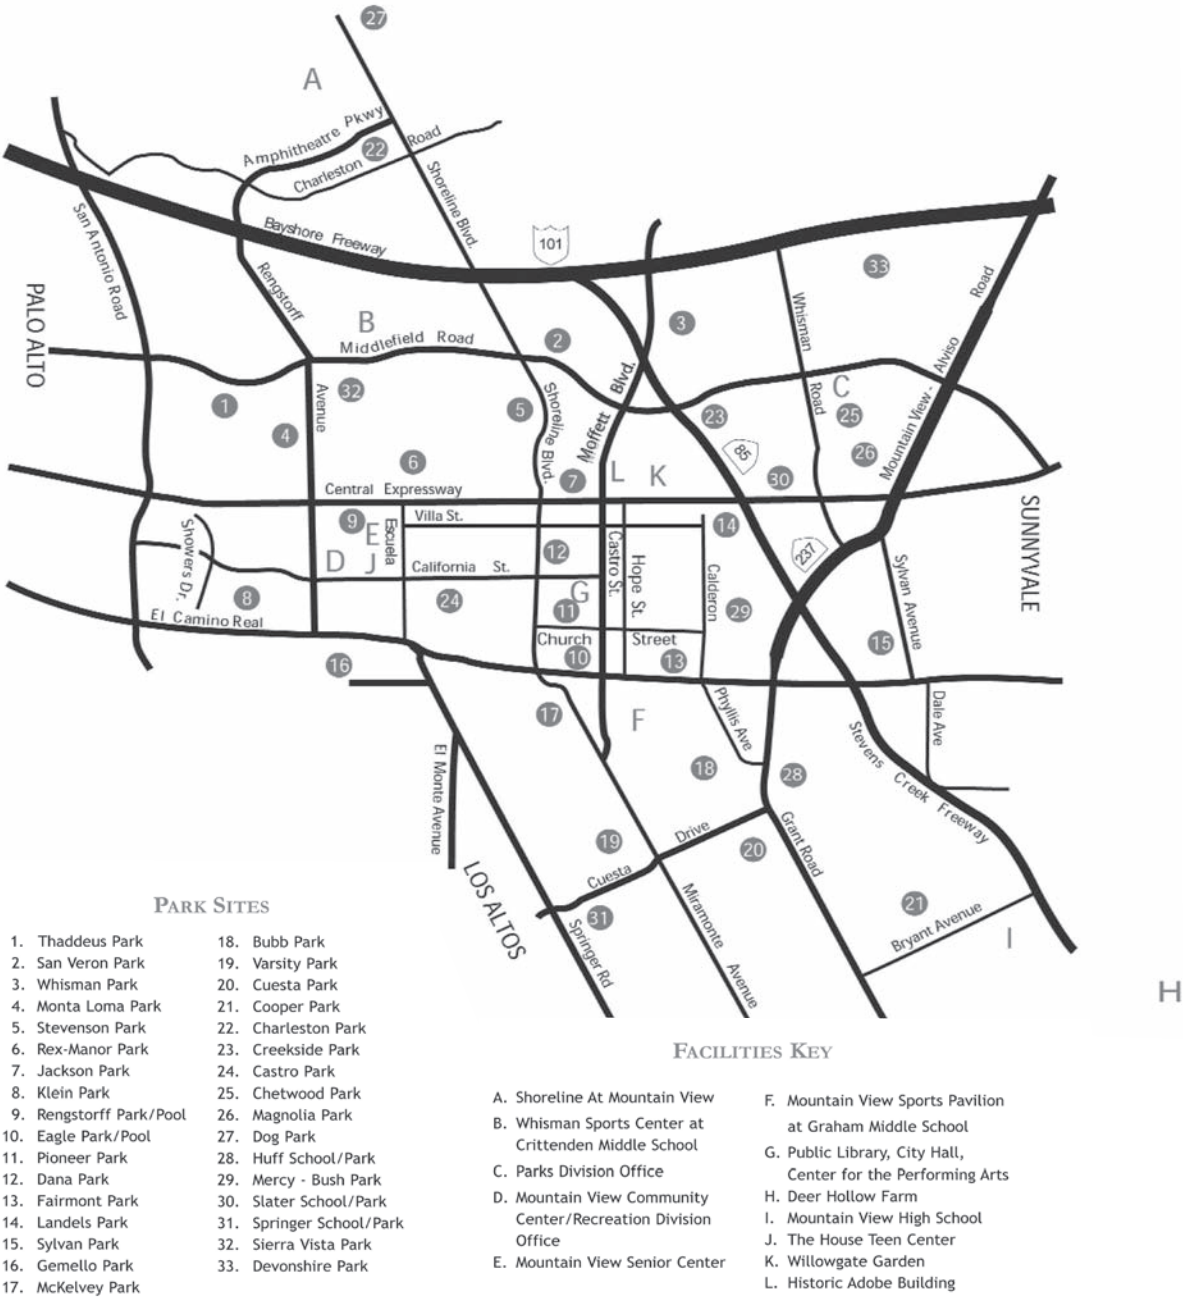 27
A
Amphitheatre Pkwy
22
Charleston Road
Shoreline Blvd.
San Antonio Road
Bayshore Freeway
101
33
Rengstorff Avenue
PALO ALTO
B
Middlefield Road
2
3
Whisman Road
Mountain View - Alviso Road
32
1
4
5
Shoreline Blvd.
Moffett Blvd.
23
C
25
85
26
6
7
L
K
30
Central Expressway
SUNNYVALE
Showers Dr.
9
E
Escuela
Villa St.
D
J
California St.
12
Castro St.
Hope St.
14
Calderon
237
Sylvan Avenue
8
24
G
11
29
El Camino Real
Church Street
15
16
10
13
17
F
Phyllis Ave
Dale Ave
El Monte Avenue
18
28
Stevens Creek Freeway
19
Cuesta Drive
20
Grant Road
LOS ALTOS
31
Springer Rd
Miramonte Avenue
21
Bryant Avenue
I
H
PARK SITES
1. Thaddeus Park
2. San Veron Park
3. Whisman Park
4. Monta Loma Park
5. Stevenson Park
6. Rex-Manor Park
7. Jackson Park
8. Klein Park
9. Rengstorff Park/Pool
10. Eagle Park/Pool
11. Pioneer Park
12. Dana Park
13. Fairmont Park
14. Landels Park
15. Sylvan Park
16. Gemello Park
17. McKelvey Park
18. Bubb Park
19. Varsity Park
20. Cuesta Park
21. Cooper Park
22. Charleston Park
23. Creekside Park
24. Castro Park
25. Chetwood Park
26. Magnolia Park
27. Dog Park
28. Huff School/Park
29. Mercy - Bush Park
30. Slater School/Park
31. Springer School/Park
32. Sierra Vista Park
33. Devonshire Park
FACILITIES KEY
A. Shoreline At Mountain View
B. Whisman Sports Center at
Crittenden Middle School
C. Parks Division Office
D. Mountain View Community
Center/Recreation Division
Office
E. Mountain View Senior Center
F. Mountain View Sports Pavilion
at Graham Middle School
G. Public Library, City Hall,
Center for the Performing Arts
H. Deer Hollow Farm
I. Mountain View High School
J. The House Teen Center
K. Willowgate Garden
L. Historic Adobe Building